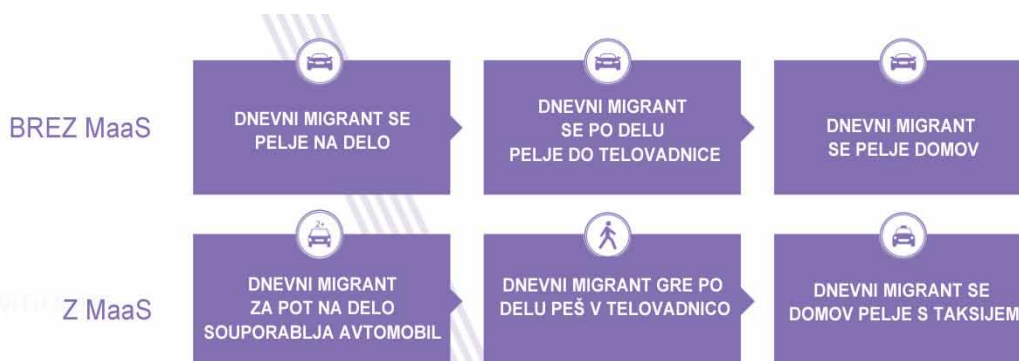 BREZ MaaS
DNEVNI MIGRANT SE
PELJE NA DELO
DNEVNI MIGRANT
SE PO DELU
PELJE DO TELOVADNICE
DNEVNI MIGRANT
SE PELJE DOMOV
Z MaaS
2+
DNEVNI MIGRANT
ZA POT NA DELO
SOUPORABLJA AVTOMOBIL
DNEVNI MIGRANT GRE PO
DELU PEŠ V TELOVADNICO
DNEVNI MIGRANT SE
DOMOV PELJE S TAKSIJEM